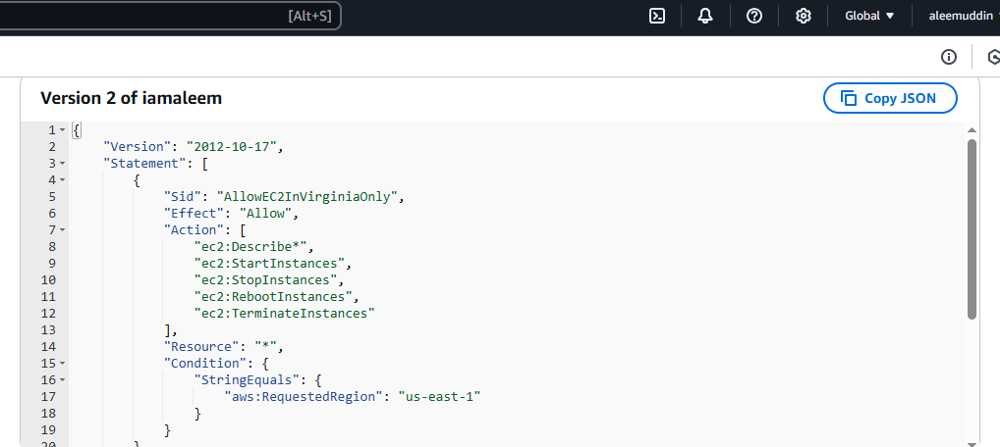 [Alt+S]
Global
aleemuddin
Version 2 of iamaleem
Copy JSON
1 {
2 "Version": "2012-10-17",
3 "Statement": [
4 {
5 "Sid": "AllowEC2InVirginiaOnly",
6 "Effect": "Allow",
7 "Action": [
8 "ec2:Describe*",
9 "ec2:StartInstances",
10 "ec2:StopInstances",
11 "ec2:RebootInstances",
12 "ec2:TerminateInstances"
13 ],
14 "Resource": "*",
15 "Condition": {
16 "StringEquals": {
17 "aws:RequestedRegion": "us-east-1"
18 }
19 }
20 }